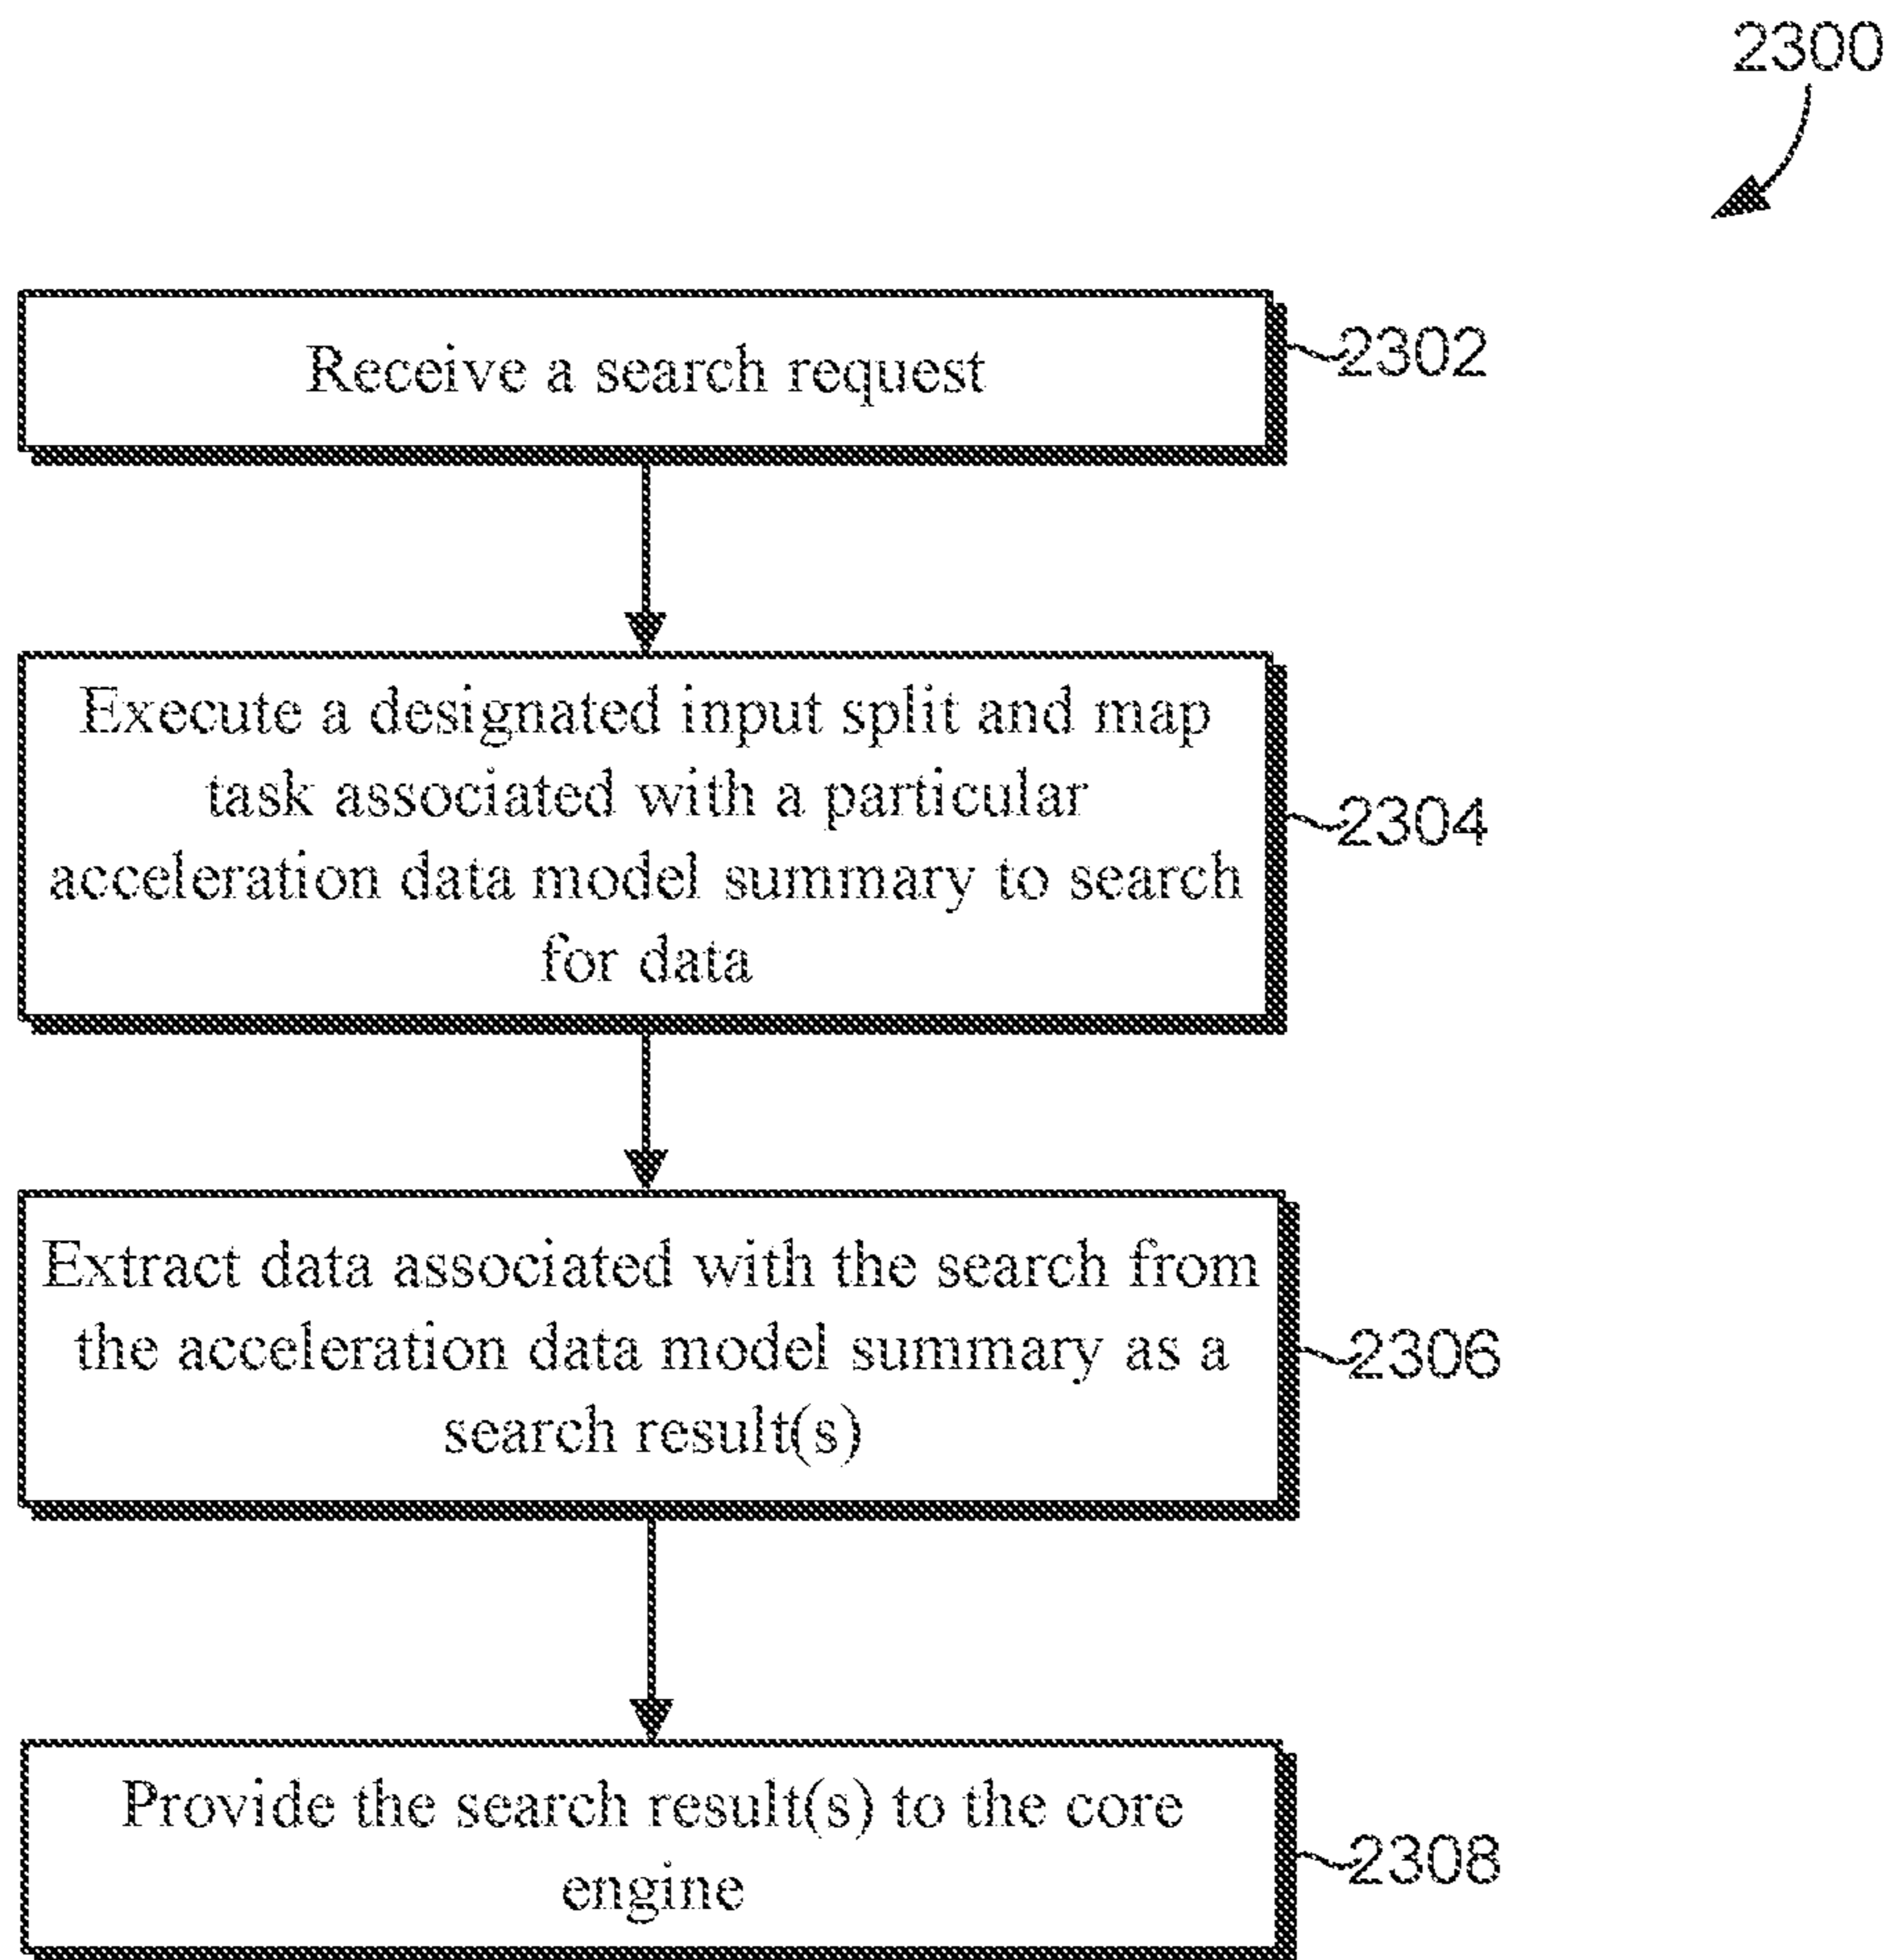 2300
Receive a search request
2302
Execute a designated input split and map
task associated with a particular
acceleration data model summary to search
for data
2304
Extract data associated with the search from
the acceleration data model summary as a
search result(s)
2306
Provide the search result(s) to the core
engine
2308